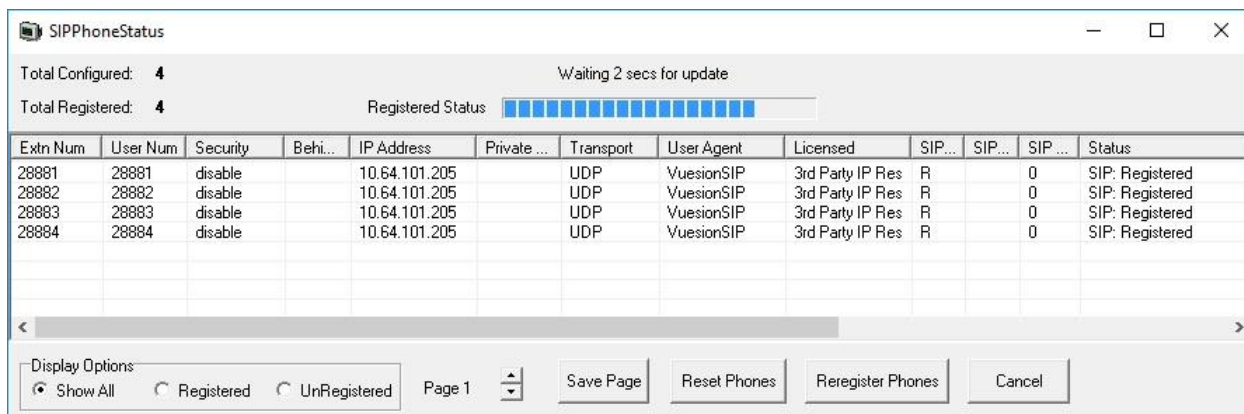 SIPPhoneStatus
Total Configured: 4 Waiting 2 secs for update
Total Registered: 4 Registered Status
Extn Num User Num Security Behi... IP Address Private ... Transport User Agent Licensed SIP... SIP... SIP ... Status
28881 28881 disable 10.64.101.205 UDP VuesionSIP 3rd Party IP Res R 0 SIP: Registered
28882 28882 disable 10.64.101.205 UDP VuesionSIP 3rd Party IP Res R 0 SIP: Registered
28883 28883 disable 10.64.101.205 UDP VuesionSIP 3rd Party IP Res R 0 SIP: Registered
28884 28884 disable 10.64.101.205 UDP VuesionSIP 3rd Party IP Res R 0 SIP: Registered
Display Options
Show All Registered UnRegistered Page 1 Save Page Reset Phones Reregister Phones Cancel